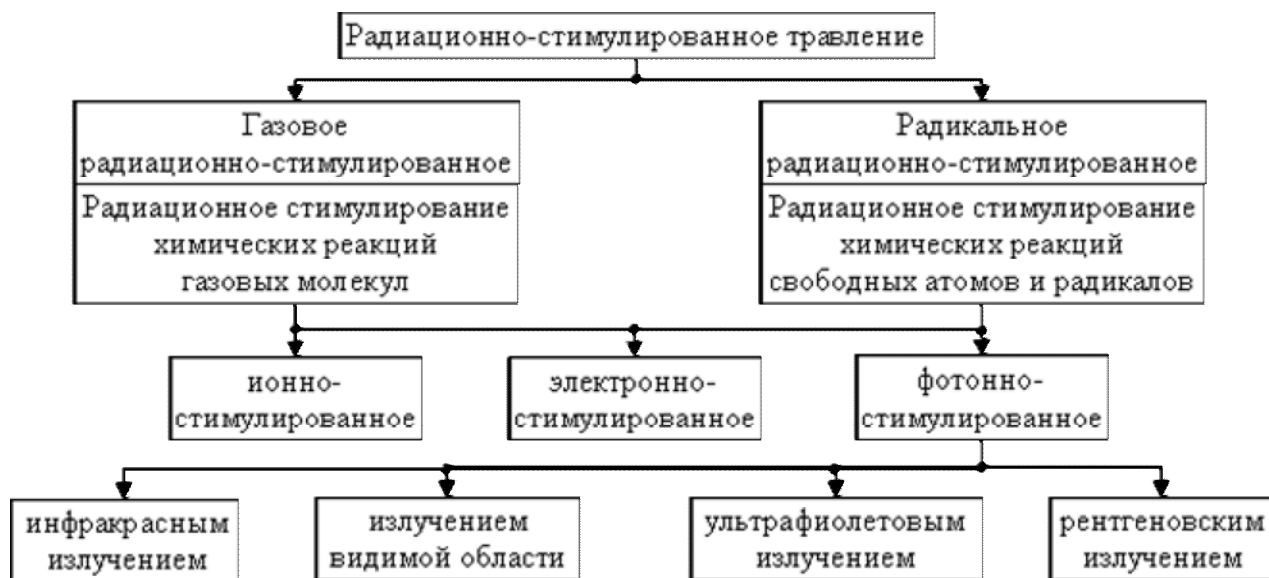 Радиационно-стимулированное травление
Газовое
радиационно-стимулированное
Радиационное стимулирование
химических реакций
газовых молекул
Радикальное
радиационно-стимулированное
Радиационное стимулирование
химических реакций
свободных атомов и радикалов
ионно-
стимулированное
электронно-
стимулированное
фотонно-
стимулированное
инфракрасным
излучением
излучением
видимой области
ультрафиолетовым
излучением
рентгеновским
излучением